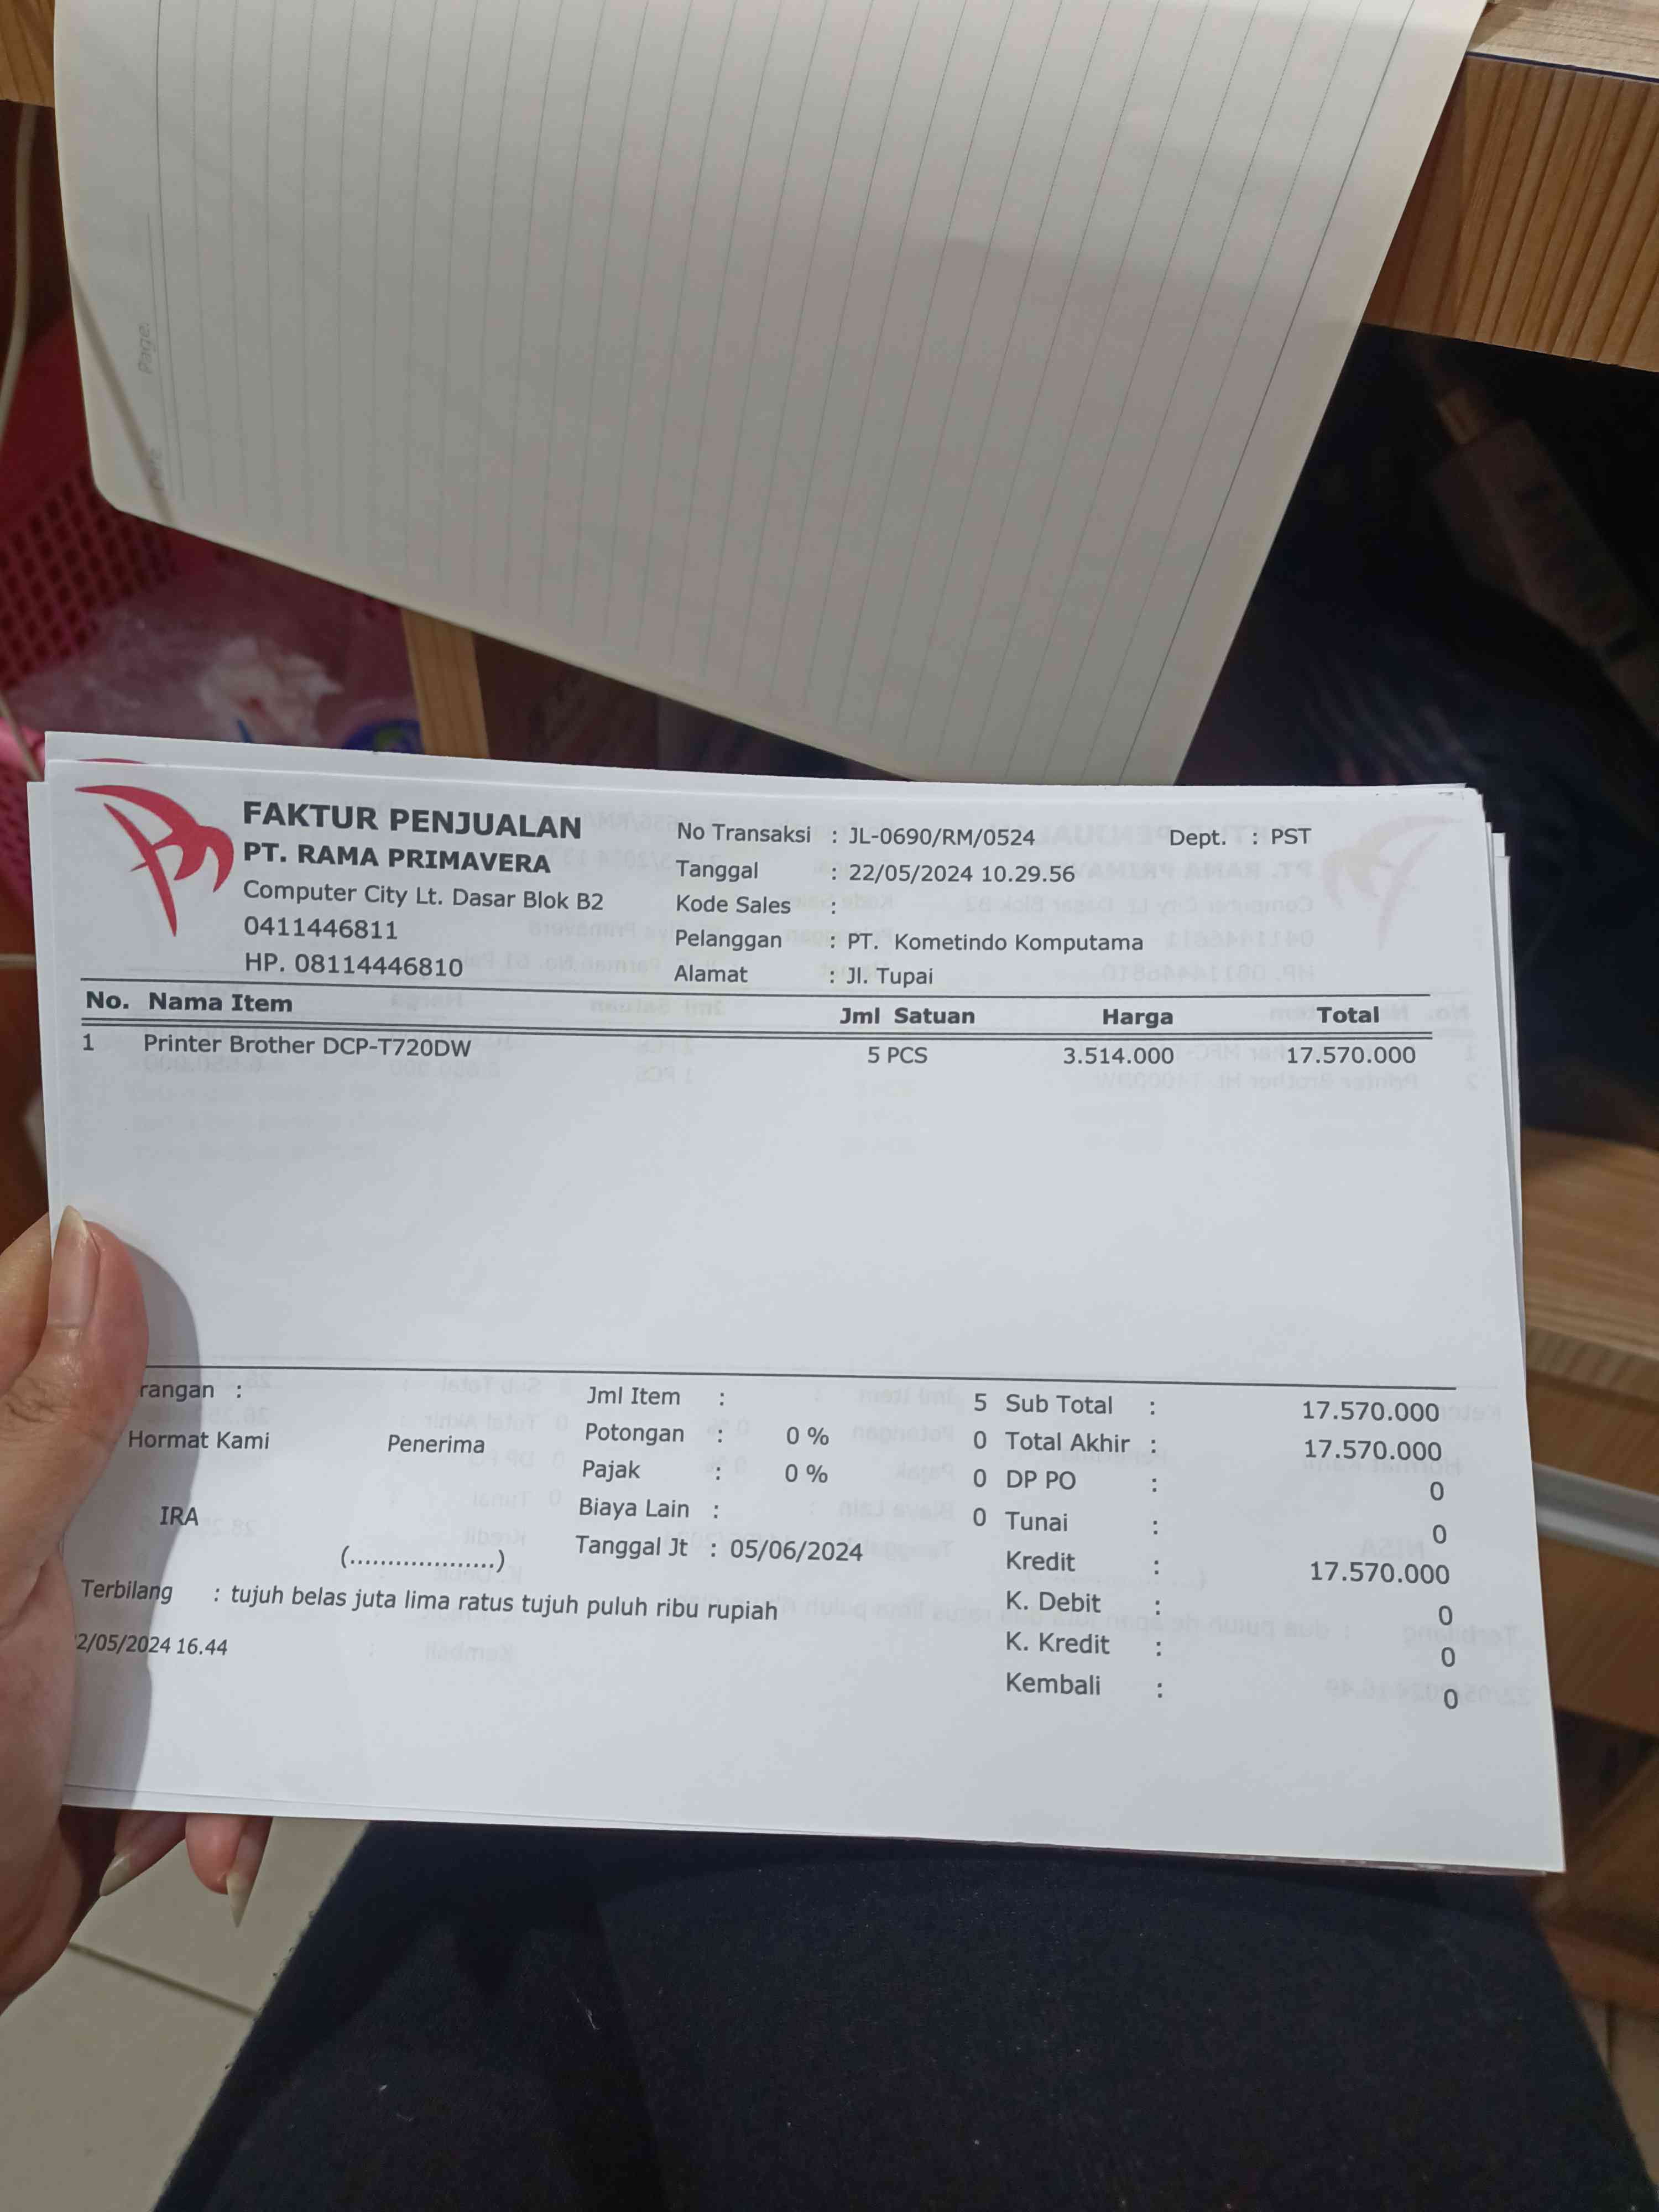 Page.
FAKTUR PENJUALAN
PT. RAMA PRIMAVERA
Computer City Lt. Dasar Blok B2
0411446811
HP. 08114446810
No Transaksi : JL-0690/RM/0524 Dept. : PST
Tanggal : 22/05/2024 10.29.56
Kode Sales :
Pelanggan : PT. Kometindo Komputama
Alamat : Jl. Tupai
No. Nama Item Jml Satuan Harga Total
1 Printer Brother DCP-T720DW 5 PCS 3.514.000 17.570.000
rangan :
Hormat Kami Penerima
IRA
(...................)
Jml Item : 5
Potongan : 0 % 0
Pajak : 0 % 0
Biaya Lain : 0
Tanggal Jt : 05/06/2024
Sub Total : 17.570.000
Total Akhir : 17.570.000
DP PO : 0
Tunai : 0
Kredit : 17.570.000
K. Debit : 0
K. Kredit : 0
Kembali : 0
Terbilang : tujuh belas juta lima ratus tujuh puluh ribu rupiah
2/05/2024 16.44